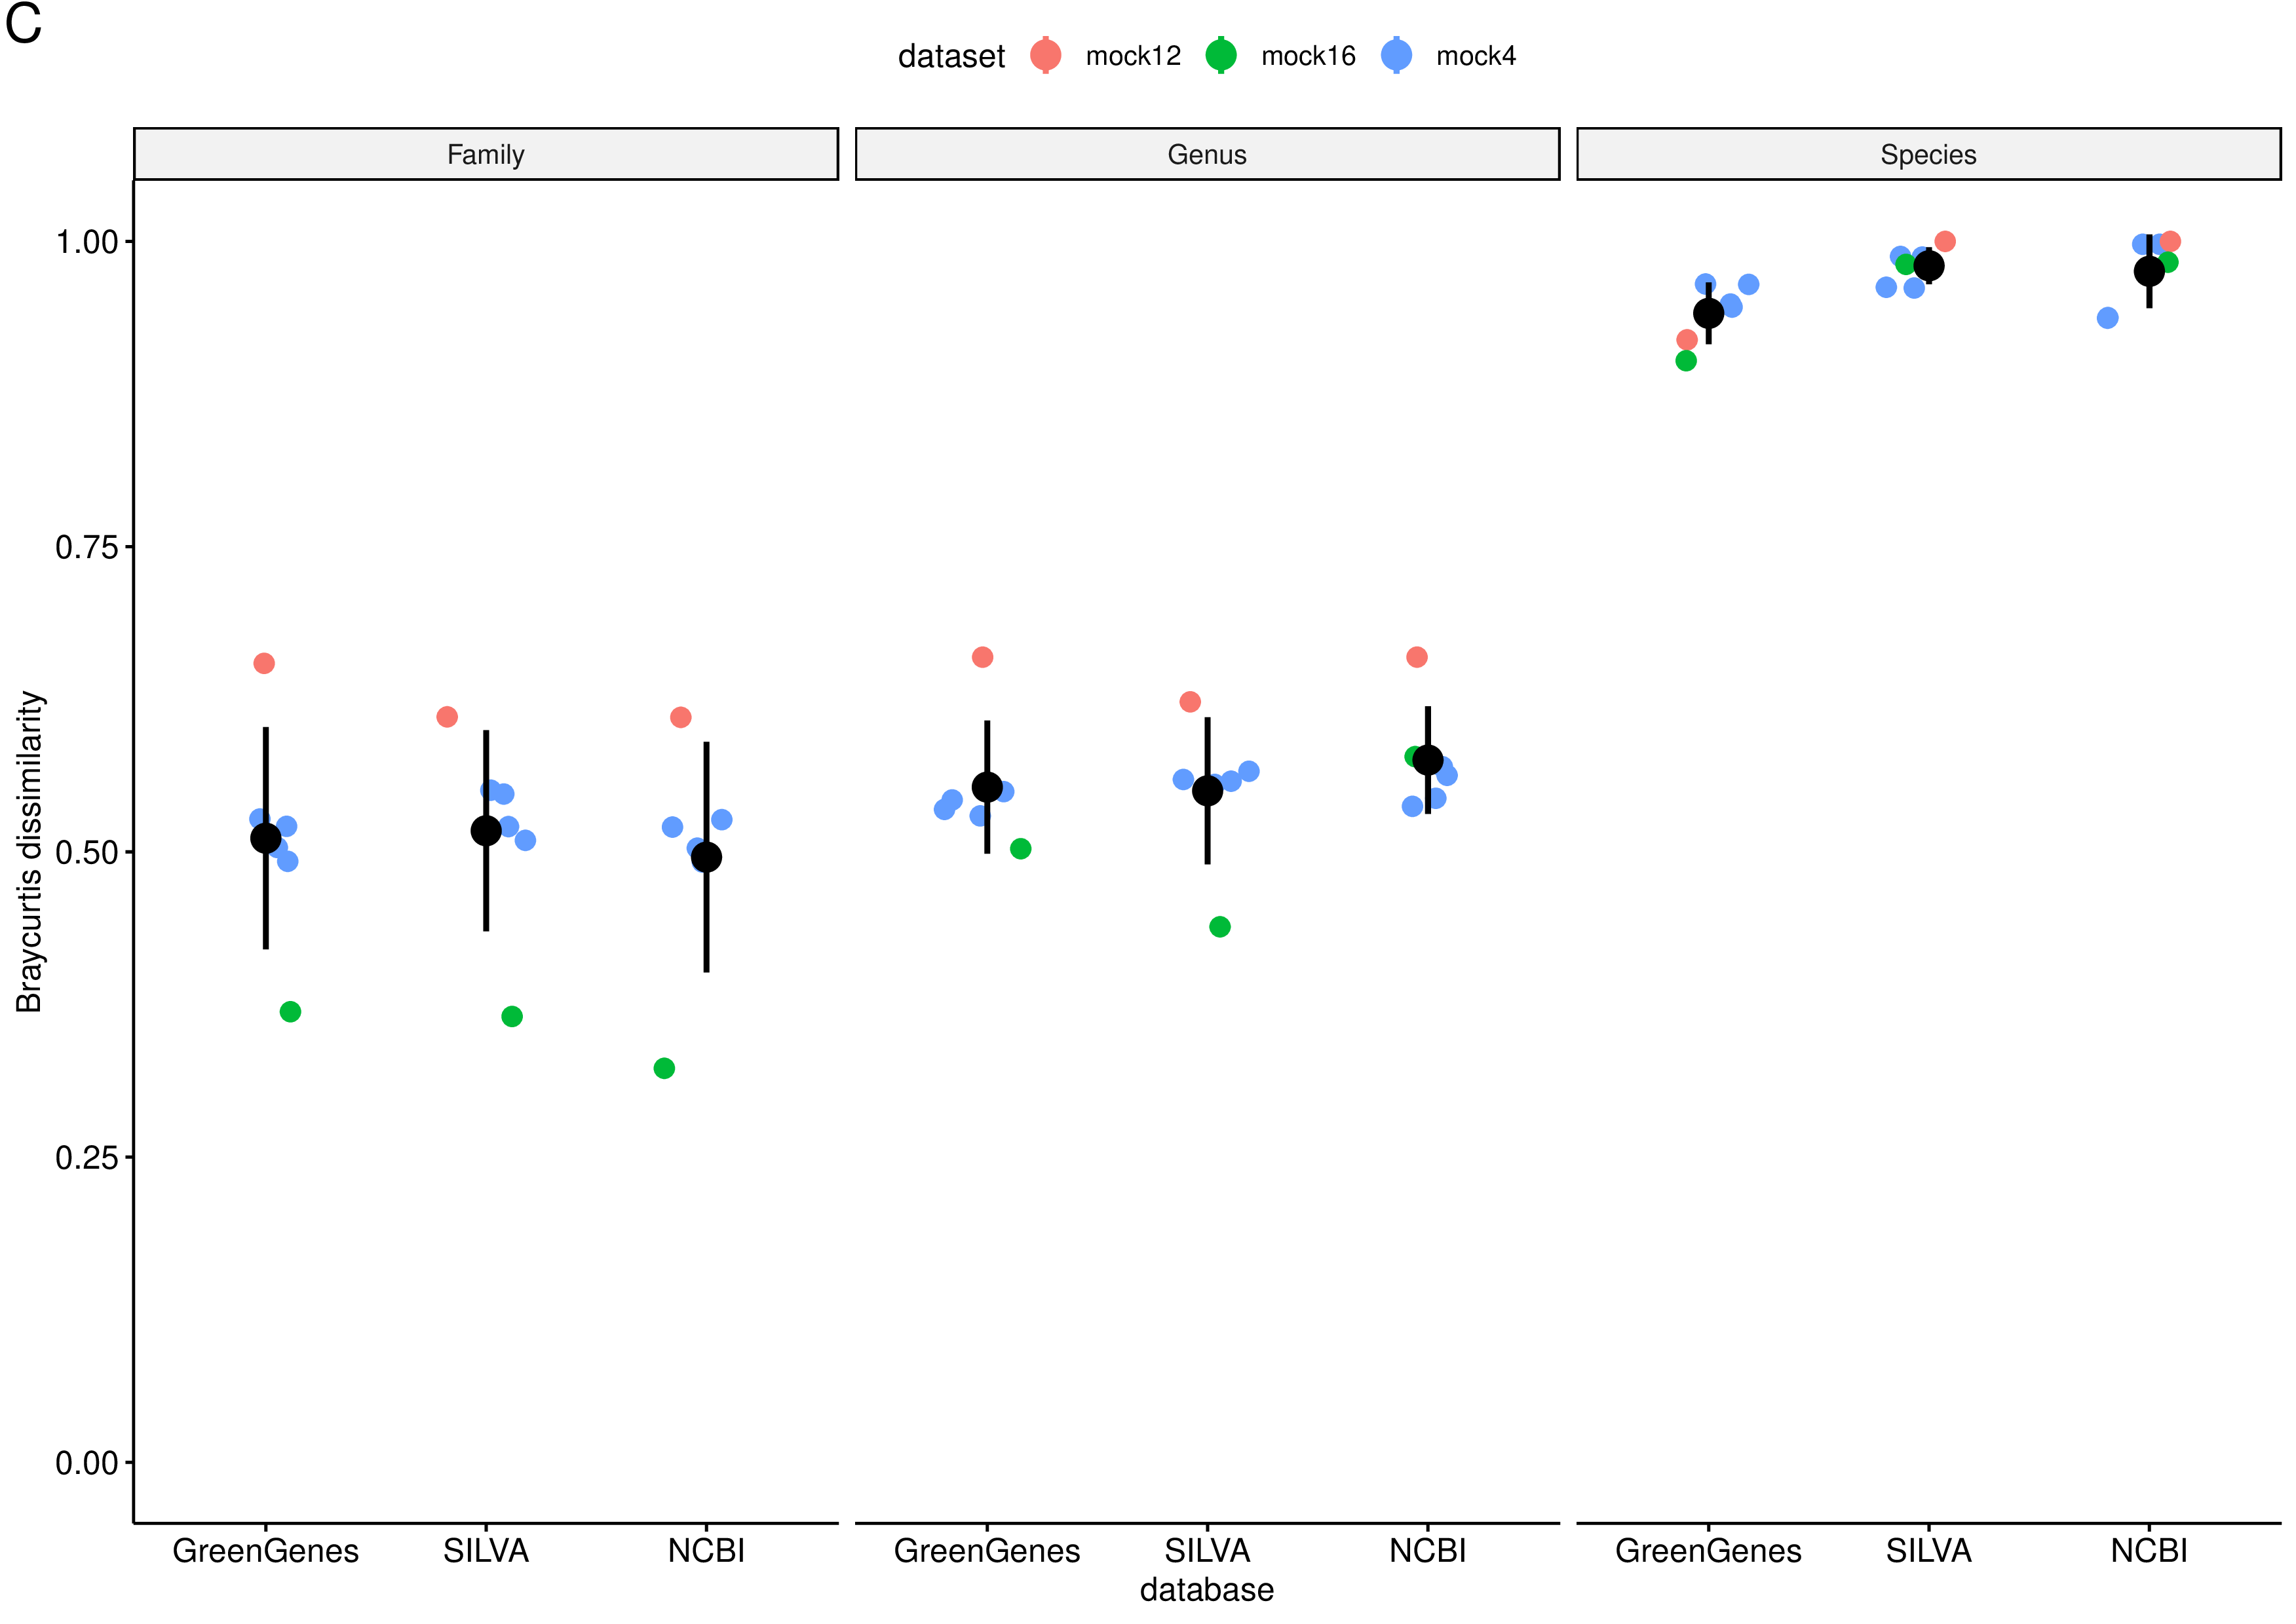 C
dataset mock12 mock16 mock4
Family Genus Species
1.00
0.75
0.50
0.25
0.00
Braycurtis dissimilarity
GreenGenes SILVA NCBI GreenGenes SILVA NCBI GreenGenes SILVA NCBI
database